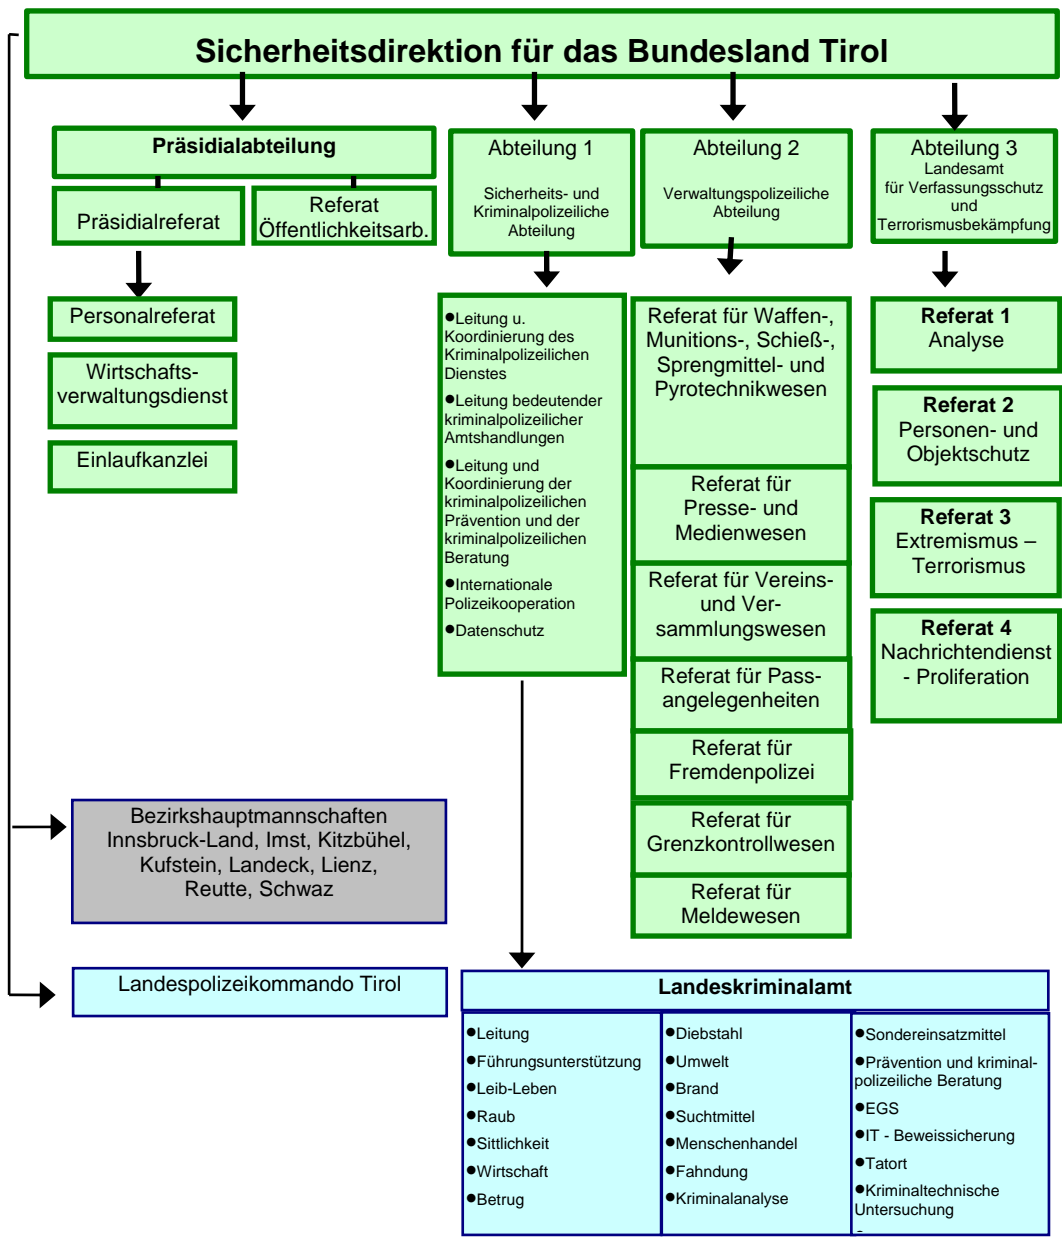 Sicherheitsdirektion für das Bundesland Tirol
Präsidialabteilung
Präsidialreferat
Referat
Öffentlichkeitsarb.
Personalreferat
Wirtschafts-
verwaltungsdienst
Einlaufkanzlei
Abteilung 1
Sicherheits- und
Kriminalpolizeiliche
Abteilung
●Leitung u.
Koordinierung des
Kriminalpolizeilichen
Dienstes
●Leitung bedeutender
kriminalpolizeilicher
Amtshandlungen
●Leitung und
Koordinierung der
kriminalpolizeilichen
Prävention und der
kriminalpolizeilichen
Beratung
●Internationale
Polizeikooperation
●Datenschutz
Abteilung 2
Verwaltungspolizeiliche
Abteilung
Referat für Waffen-,
Munitions-, Schieß-,
Sprengmittel- und
Pyrotechnikwesen
Referat für
Presse- und
Medienwesen
Referat für Vereins-
und Ver-
sammlungswesen
Referat für Pass-
angelegenheiten
Referat für
Fremdenpolizei
Referat für
Grenzkontrollwesen
Referat für
Meldewesen
Abteilung 3
Landesamt
für Verfassungsschutz
und
Terrorismusbekämpfung
Referat 1
Analyse
Referat 2
Personen- und
Objektschutz
Referat 3
Extremismus –
Terrorismus
Referat 4
Nachrichtendienst
- Proliferation
Bezirkshauptmannschaften
Innsbruck-Land, Imst, Kitzbühel,
Kufstein, Landeck, Lienz,
Reutte, Schwaz
Landespolizeikommando Tirol
Landeskriminalamt
●Leitung
●Führungsunterstützung
●Leib-Leben
●Raub
●Sittlichkeit
●Wirtschaft
●Betrug
●Diebstahl
●Umwelt
●Brand
●Suchtmittel
●Menschenhandel
●Fahndung
●Kriminalanalyse
●Sondereinsatzmittel
●Prävention und kriminal-
polizeiliche Beratung
●EGS
●IT - Beweissicherung
●Tatort
●Kriminaltechnische
Untersuchung